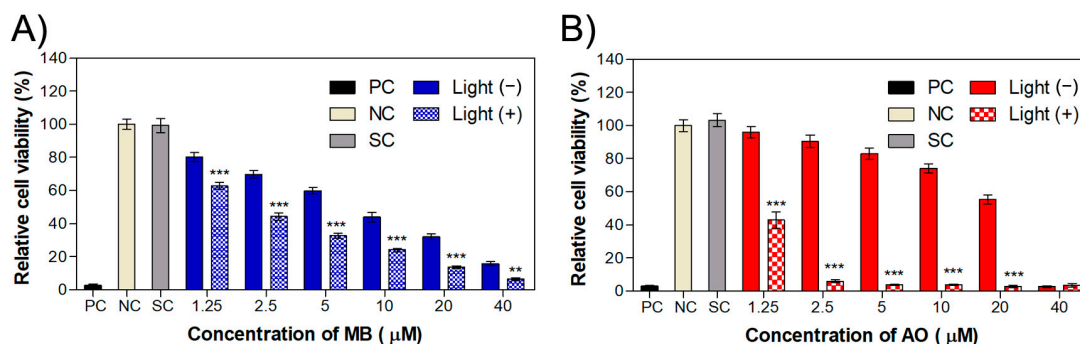 A)
140
120
100
80
60
40
20
0
Relative cell viability (%)
PC
NC
SC
Light (−)
Light (+)
***
***
***
***
***
**
PC NC SC 1.25 2.5 5 10 20 40
Concentration of MB ( μM)
B)
140
120
100
80
60
40
20
0
Relative cell viability (%)
PC
NC
SC
Light (−)
Light (+)
***
***
***
***
***
PC NC SC 1.25 2.5 5 10 20 40
Concentration of AO ( μM)